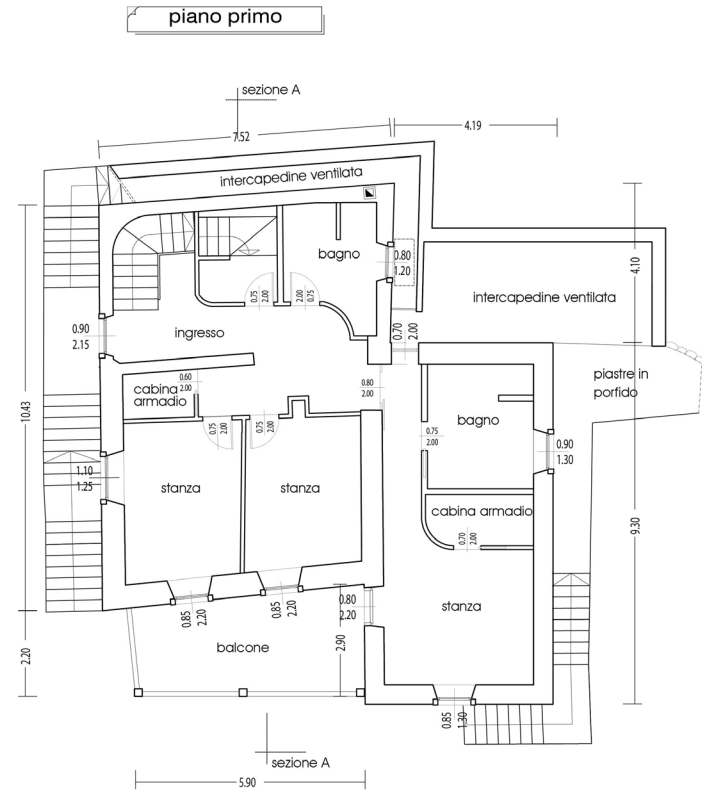 piano primo
sezione A
7.52
4.19
intercapedine ventilata
bagno
0.80
1.20
4.10
intercapedine ventilata
0.75
2.00
2.00
0.75
0.90
2.15
ingresso
0.70
2.00
piastre in
porfido
0.60
2.00
cabina
armadio
0.80
2.00
10.43
bagno
0.75
2.00
0.75
2.00
0.75
2.00
0.90
1.30
1.10
1.25
stanza
stanza
cabina armadio
0.70
2.00
9.30
0.85
2.20
0.85
2.20
0.80
2.20
stanza
2.20
balcone
2.90
0.85
1.30
sezione A
5.90